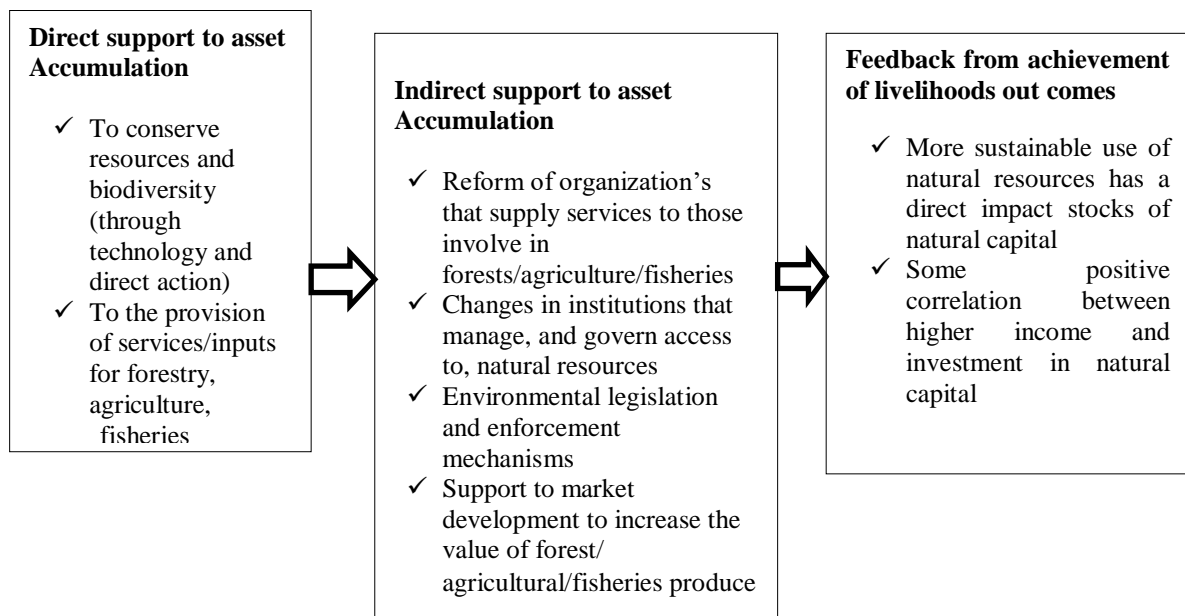 Direct support to asset
Accumulation
✓ To conserve
resources and
biodiversity
(through
technology and
direct action)
✓ To the provision
of services/inputs
for forestry,
agriculture,
fisheries
Indirect support to asset
Accumulation
✓ Reform of organization’s
that supply services to those
involve in
forests/agriculture/fisheries
✓ Changes in institutions that
manage, and govern access
to, natural resources
✓ Environmental legislation
and enforcement
mechanisms
✓ Support to market
development to increase the
value of forest/
agricultural/fisheries produce
Feedback from achievement
of livelihoods out comes
✓ More sustainable use of
natural resources has a
direct impact stocks of
natural capital
✓ Some positive
correlation between
higher income and
investment in natural
capital